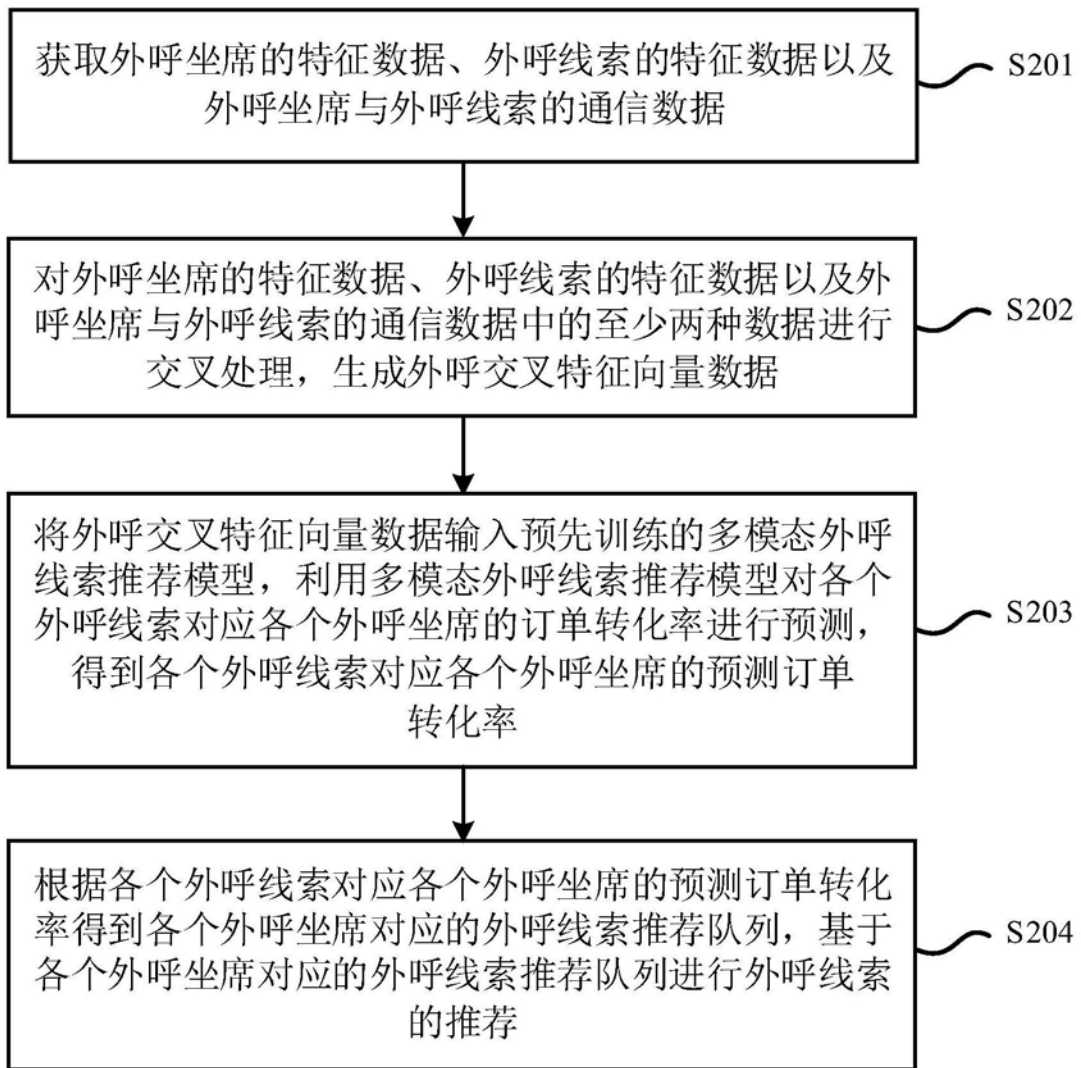 获取外呼坐席的特征数据、外呼线索的特征数据以及
外呼坐席与外呼线索的通信数据
S201
对外呼坐席的特征数据、外呼线索的特征数据以及外
呼坐席与外呼线索的通信数据中的至少两种数据进行
交叉处理，生成外呼交叉特征向量数据
S202
将外呼交叉特征向量数据输入预先训练的多模态外呼
线索推荐模型，利用多模态外呼线索推荐模型对各个
外呼线索对应各个外呼坐席的订单转化率进行预测，
得到各个外呼线索对应各个外呼坐席的预测订单
转化率
S203
根据各个外呼线索对应各个外呼坐席的预测订单转化
率得到各个外呼坐席对应的外呼线索推荐队列，基于
各个外呼坐席对应的外呼线索推荐队列进行外呼线索
的推荐
S204